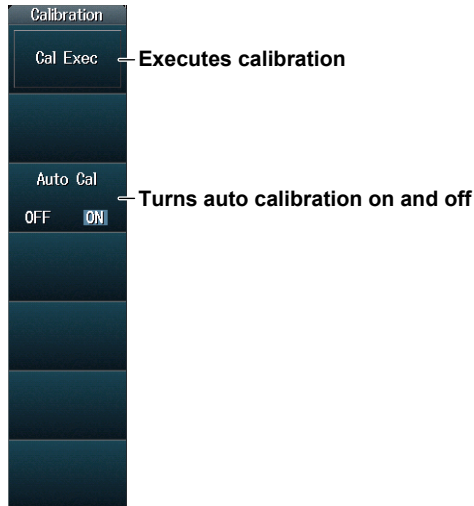 Calibration
Cal Exec
Executes calibration
Auto Cal
OFF ON
Turns auto calibration on and off